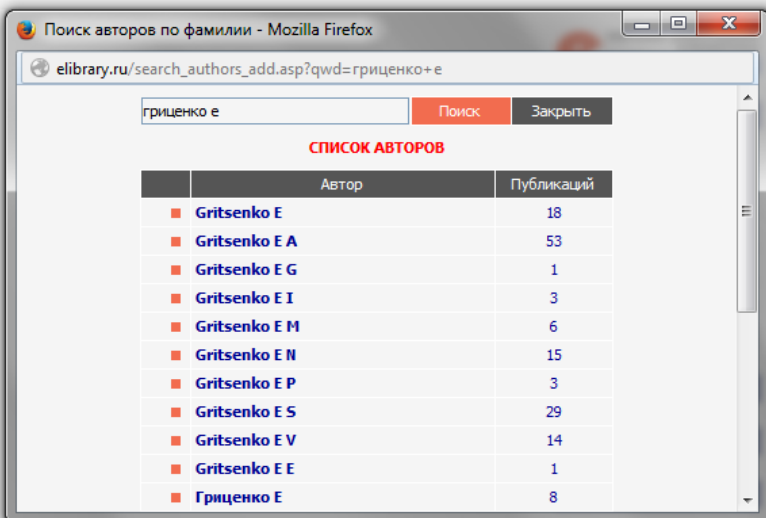 Поиск авторов по фамилии - Mozilla Firefox
elibrary.ru/search_authors_add.asp?qwd=гриценко+е
гриценко е Поиск Закрыть
СПИСОК АВТОРОВ
Автор Публикаций
Gritsenko E 18
Gritsenko E A 53
Gritsenko E G 1
Gritsenko E I 3
Gritsenko E M 6
Gritsenko E N 15
Gritsenko E P 3
Gritsenko E S 29
Gritsenko E V 14
Gritsenko E E 1
Гриценко Е 8